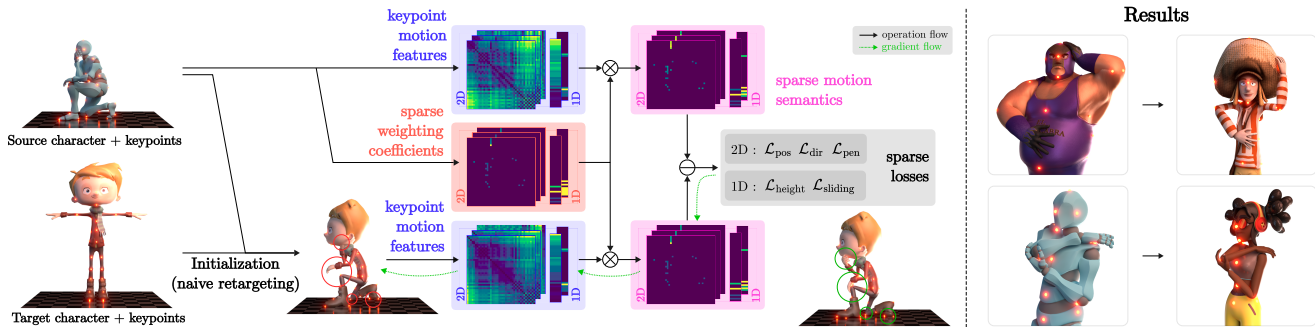 keypoint
motion
features
2D
1D
2D
1D
sparse motion
semantics
operation flow
gradient flow
Results
Source character + keypoints
sparse
weighting
coefficients
2D
1D
2D : ℒpos ℒdir ℒpen
1D : ℒheight ℒsliding
sparse
losses
keypoint
motion
features
2D
1D
2D
1D
Initialization
(naive retargeting)
Target character + keypoints